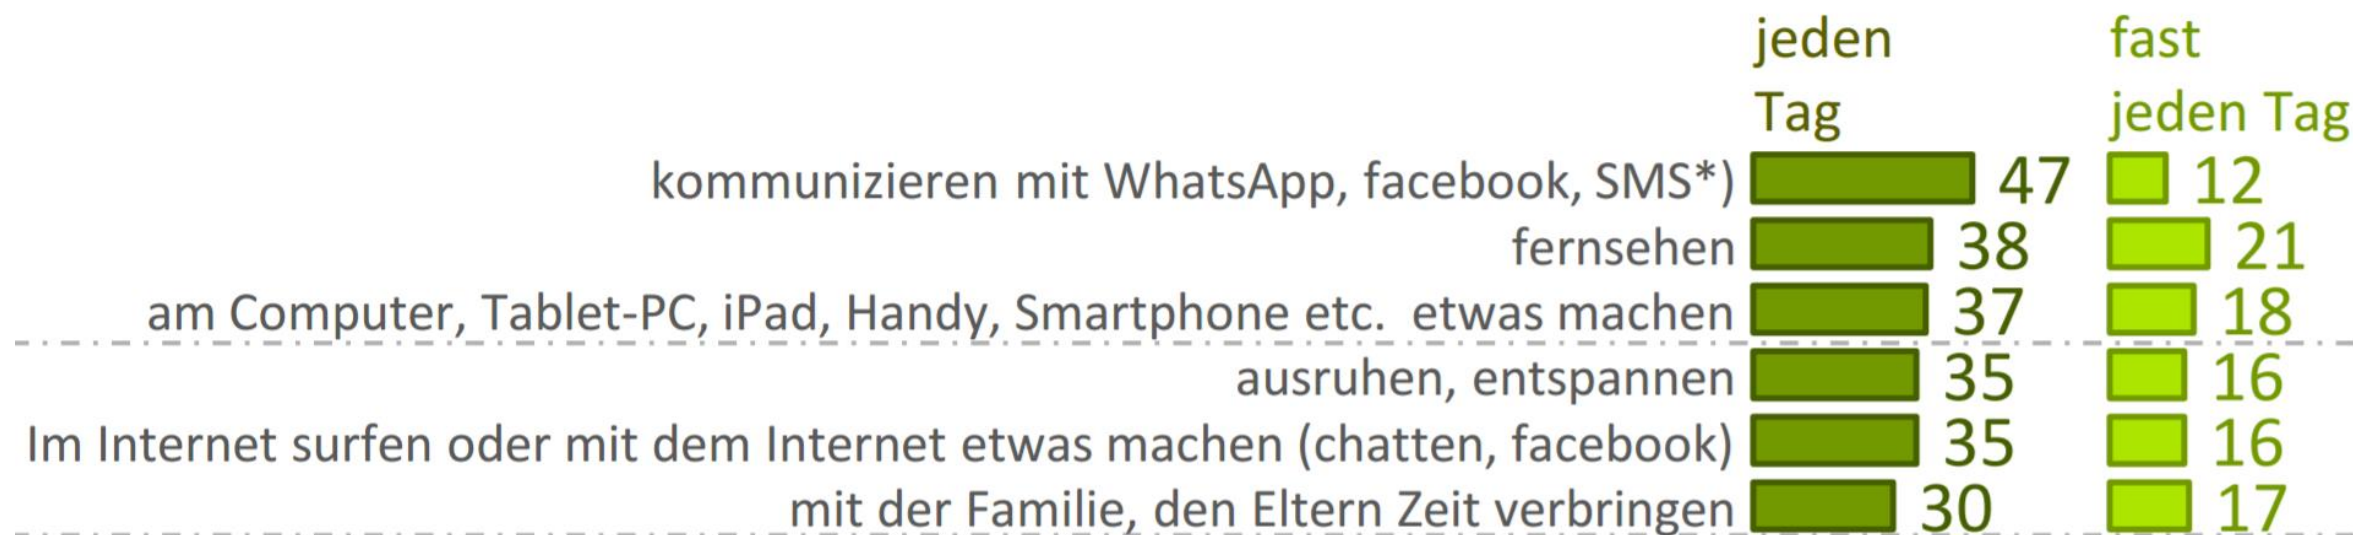 jeden fast
Tag jeden Tag
kommunizieren mit WhatsApp, facebook, SMS*) 47 12
fernsehen 38 21
am Computer, Tablet-PC, iPad, Handy, Smartphone etc. etwas machen 37 18
ausruhen, entspannen 35 16
Im Internet surfen oder mit dem Internet etwas machen (chatten, facebook) 35 16
mit der Familie, den Eltern Zeit verbringen 30 17